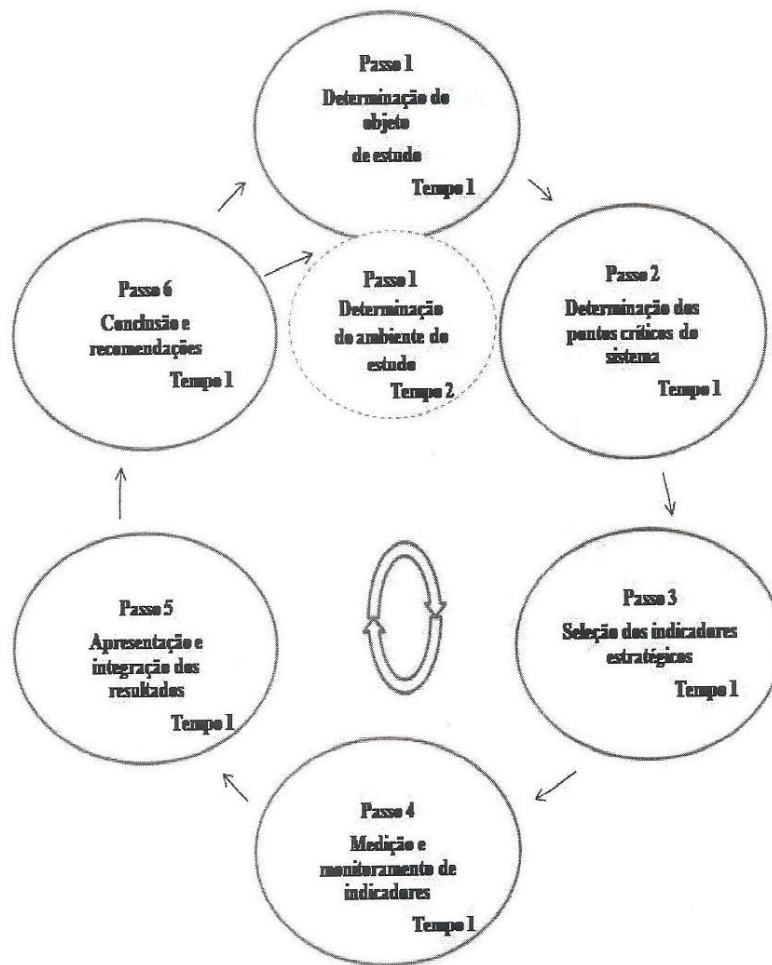 Passo 1
Determinação do
objeto
de estudo
Tempo 1
Passo 2
Determinação dos
pontos críticos do
sistema
Tempo 1
Passo 3
Seleção dos indicadores
estratégicos
Tempo 1
Passo 4
Medição e
monitoramento de
indicadores
Tempo 1
Passo 5
Apresentação e
integração dos
resultados
Tempo 1
Passo 6
Conclusão e
recomendações
Tempo 1
Passo 1
Determinação
do ambiente do
estudo
Tempo 2